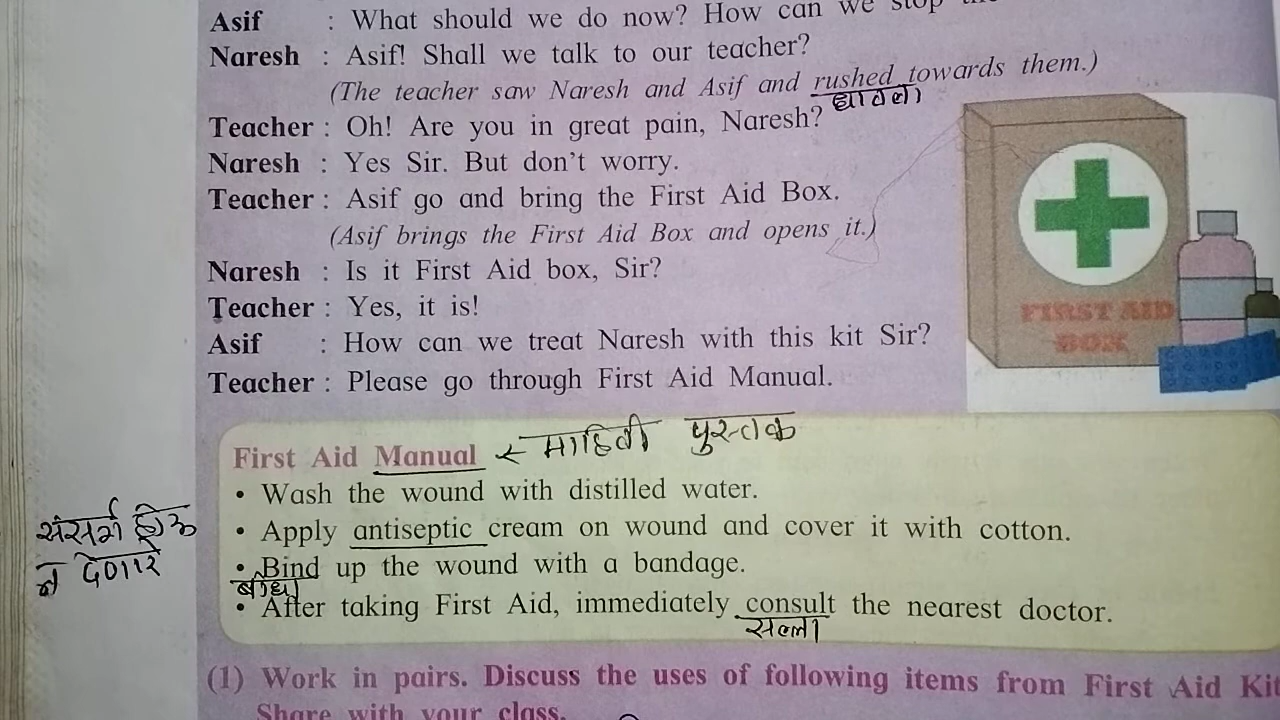 Asif : What should we do now? How can we stop
Naresh : Asif! Shall we talk to our teacher?
(The teacher saw Naresh and Asif and rushed towards them.)
धावला
Teacher : Oh! Are you in great pain, Naresh?
Naresh : Yes Sir. But don't worry.
Teacher : Asif go and bring the First Aid Box.
(Asif brings the First Aid Box and opens it.)
Naresh : Is it First Aid box, Sir?
Teacher : Yes, it is!
Asif : How can we treat Naresh with this kit Sir?
Teacher : Please go through First Aid Manual.
FIRST AID
BOX
First Aid Manual ← माहिती पुस्तक
• Wash the wound with distilled water.
• Apply antiseptic cream on wound and cover it with cotton.
संसर्ग होऊ
न देणारे
• Bind up the wound with a bandage.
बांधा
• After taking First Aid, immediately consult the nearest doctor.
सल्ला
(1) Work in pairs. Discuss the uses of following items from First Aid Kit
Share with your class.